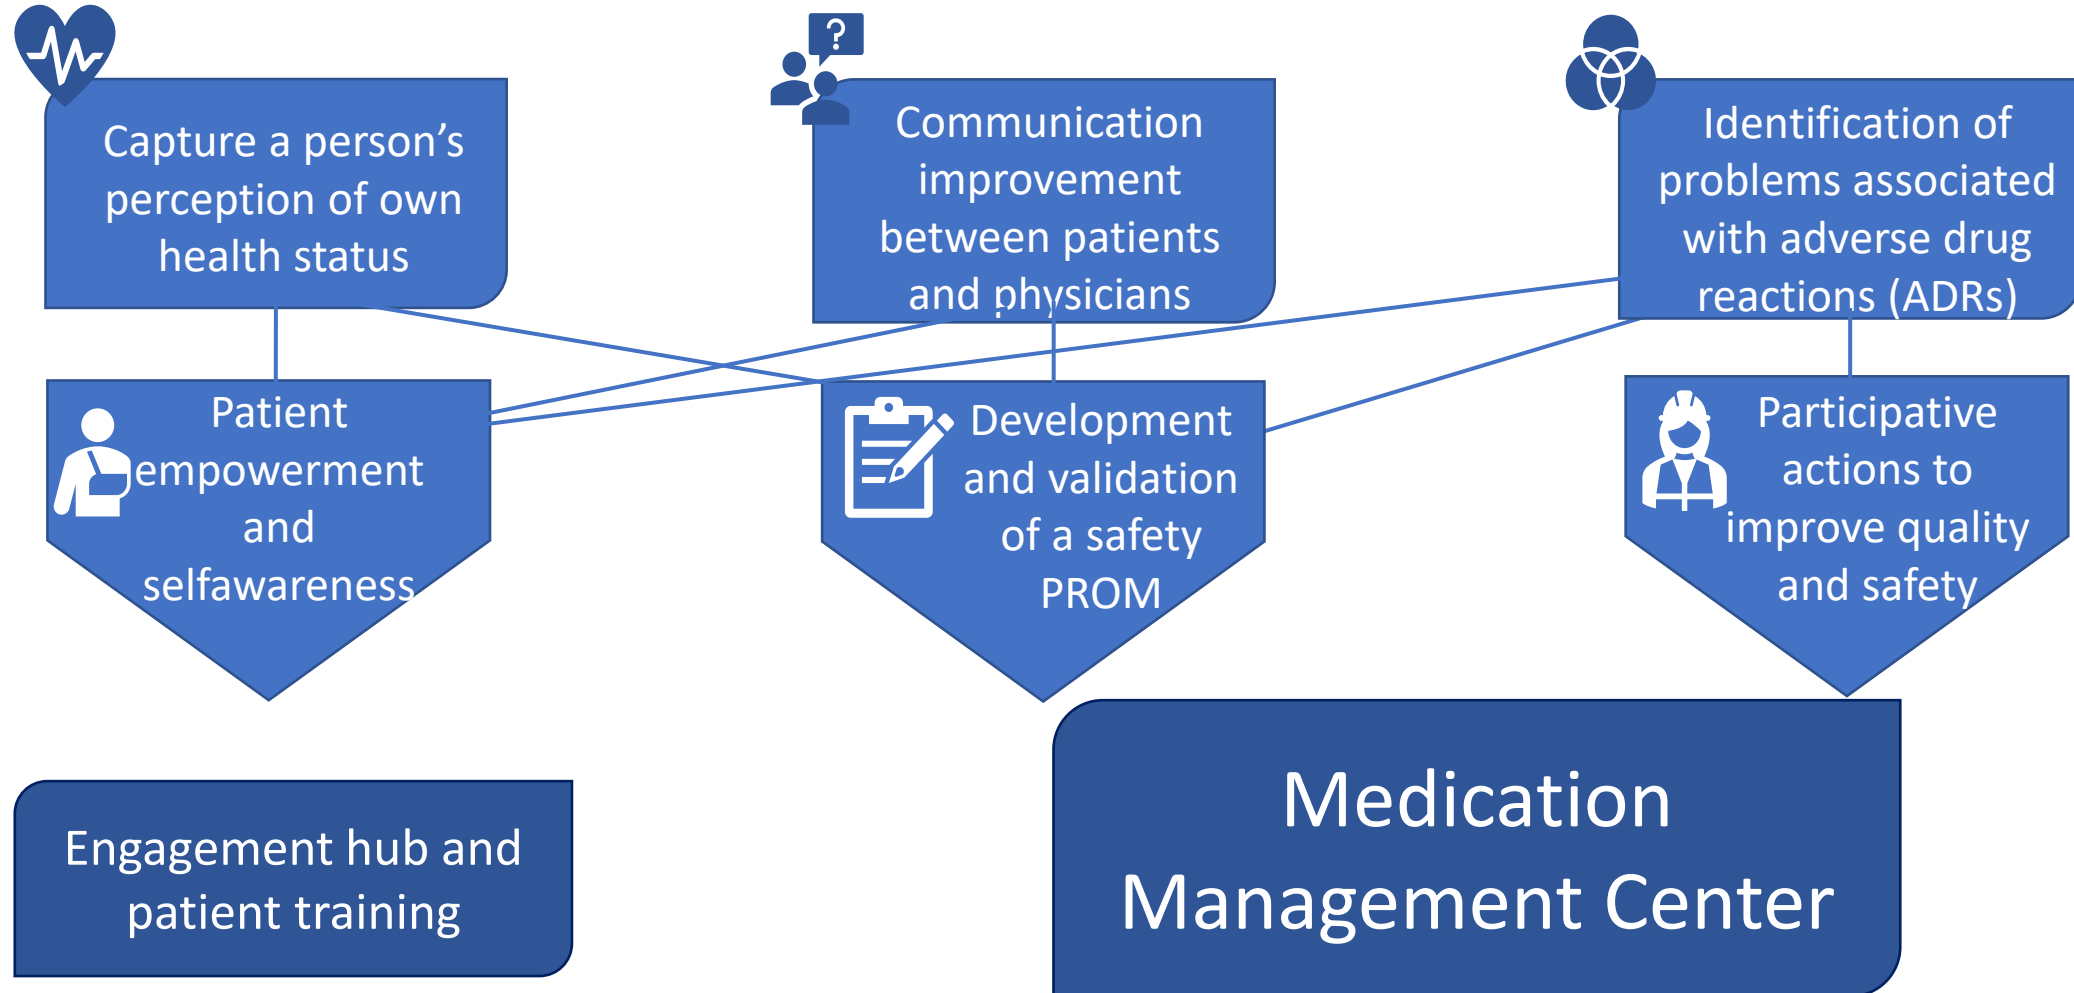 ?
Capture a person’s
perception of own
health status
Communication
improvement
between patients
and physicians
Identification of
problems associated
with adverse drug
reactions (ADRs)
Patient
empowerment
and
selfawareness
Development
and validation
of a safety
PROM
Participative
actions to
improve quality
and safety
Engagement hub and
patient training
Medication
Management Center